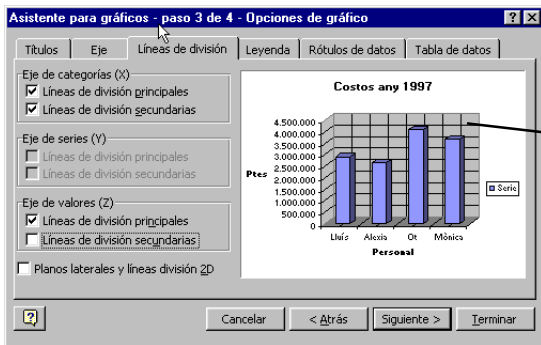 Asistente para gráficos - paso 3 de 4 - Opciones de gráfico
Títulos Eje Líneas de división Leyenda Rótulos de datos Tabla de datos
Eje de categorías (X)
Líneas de división principales
Líneas de división secundarias
Eje de series (Y)
Líneas de división principales
Líneas de división secundarias
Eje de valores (Z)
Líneas de división principales
Líneas de división secundarias
Planos laterales y líneas división 2D
Costos any 1997
4.500.000
4.000.000
3.500.000
3.000.000
2.500.000
2.000.000
1.500.000
1.000.000
500.000
0
Ptes
Lluís Alexia Ot Mònica
Personal
Serie
? Cancelar < Atrás Siguiente > Terminar